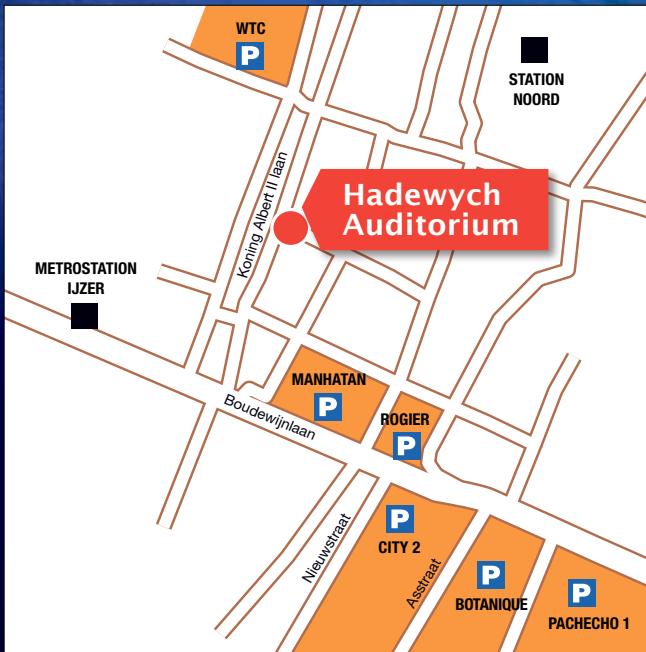 WTC
P
STATION
NOORD
Koning Albert II laan
Hadewych
Auditorium
METROSTATION
IJZER
MANHATAN
P
Boudewijnlaan
ROGIER
P
P
CITY 2
Nieuwstraat
Asstraat
P
BOTANIQUE
P
PACHECHO 1